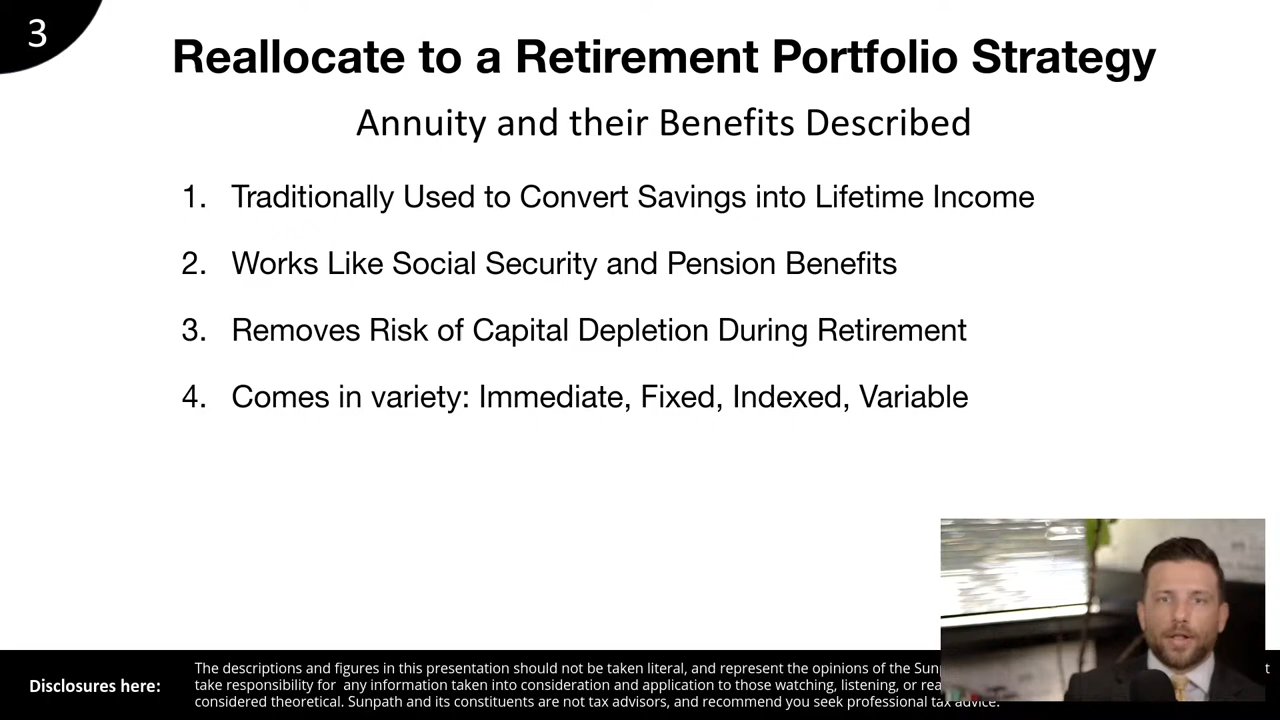 3
Reallocate to a Retirement Portfolio Strategy
Annuity and their Benefits Described
1. Traditionally Used to Convert Savings into Lifetime Income
2. Works Like Social Security and Pension Benefits
3. Removes Risk of Capital Depletion During Retirement
4. Comes in variety: Immediate, Fixed, Indexed, Variable
Disclosures here:
The descriptions and figures in this presentation should not be taken literal, and represent the opinions of the
take responsibility for any information taken into consideration and application to those watching, listening, or
considered theoretical. Sunpath and its constituents are not tax advisors, and recommend you seek professional tax advice.